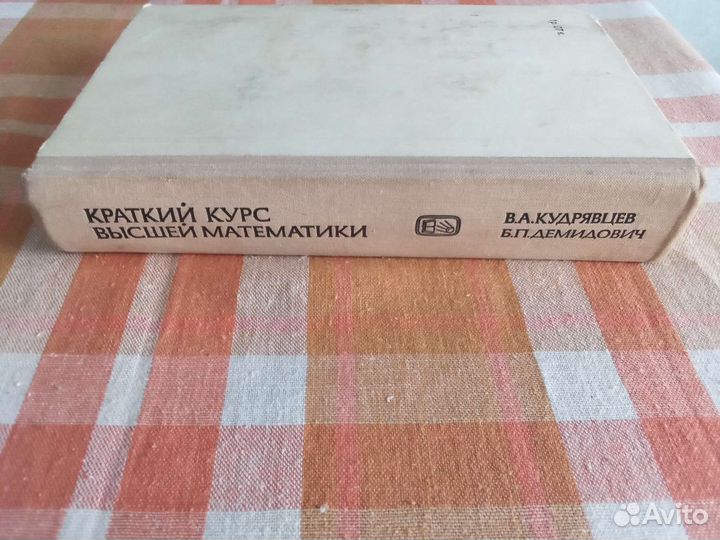 КРАТКИЙ КУРС
ВЫСШЕЙ МАТЕМАТИКИ
В.А.КУДРЯВЦЕВ
Б.П.ДЕМИДОВИЧ
Avito